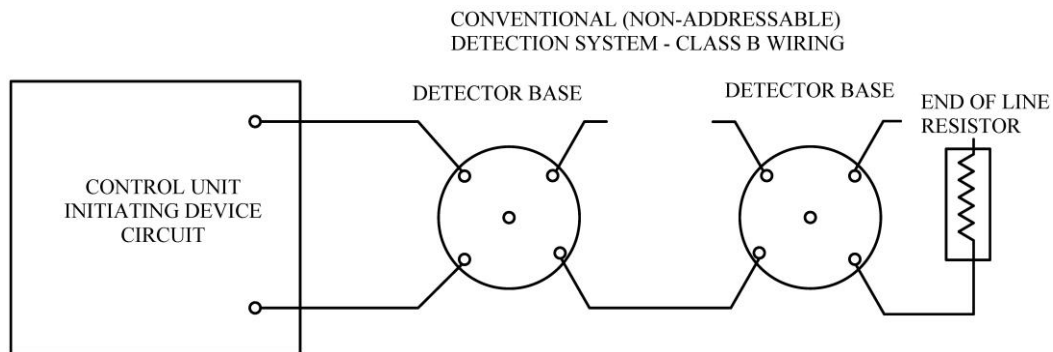 CONVENTIONAL (NON-ADDRESSABLE)
DETECTION SYSTEM - CLASS B WIRING
DETECTOR BASE
DETECTOR BASE
END OF LINE
RESISTOR
CONTROL UNIT
INITIATING DEVICE
CIRCUIT